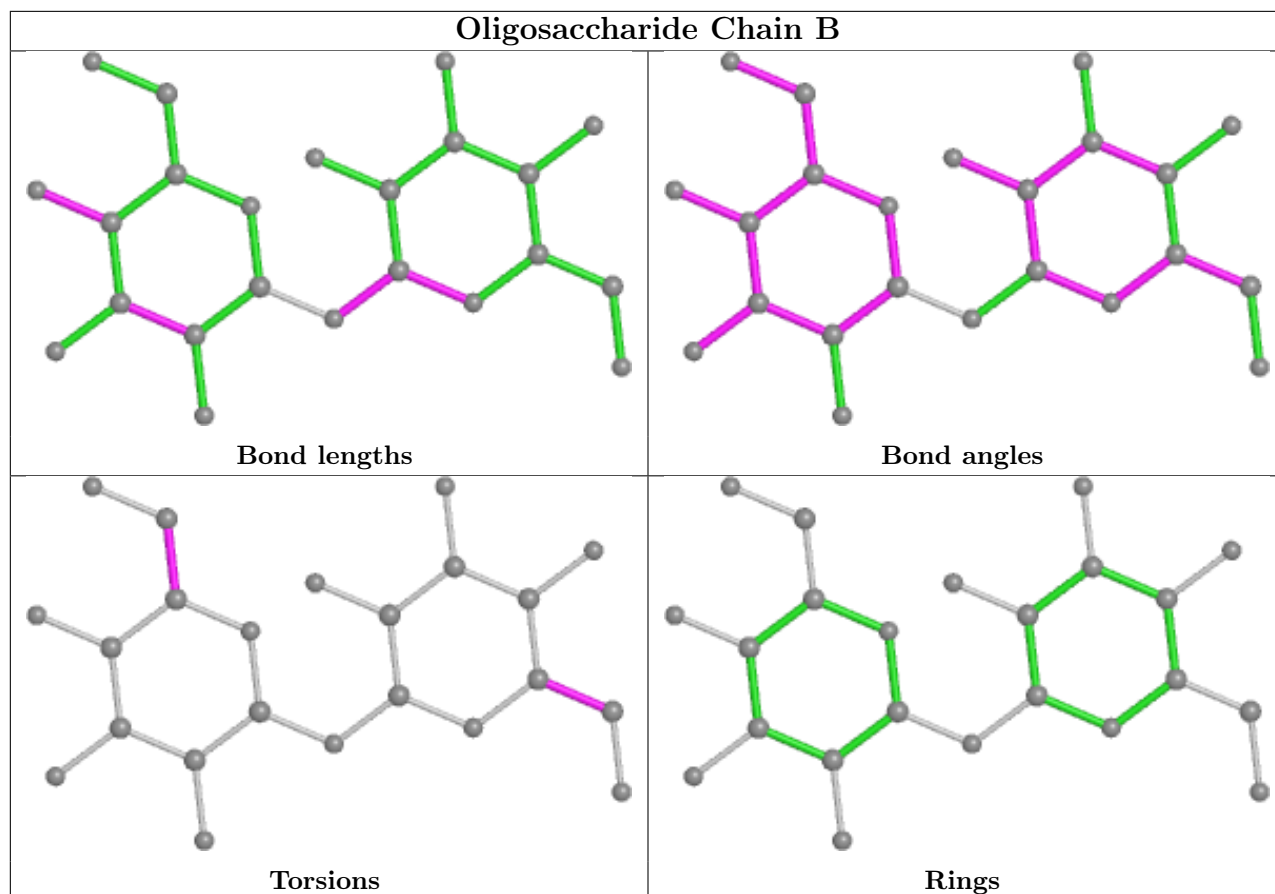 Oligosaccharide Chain B
Bond lengths
Bond angles
Torsions
Rings